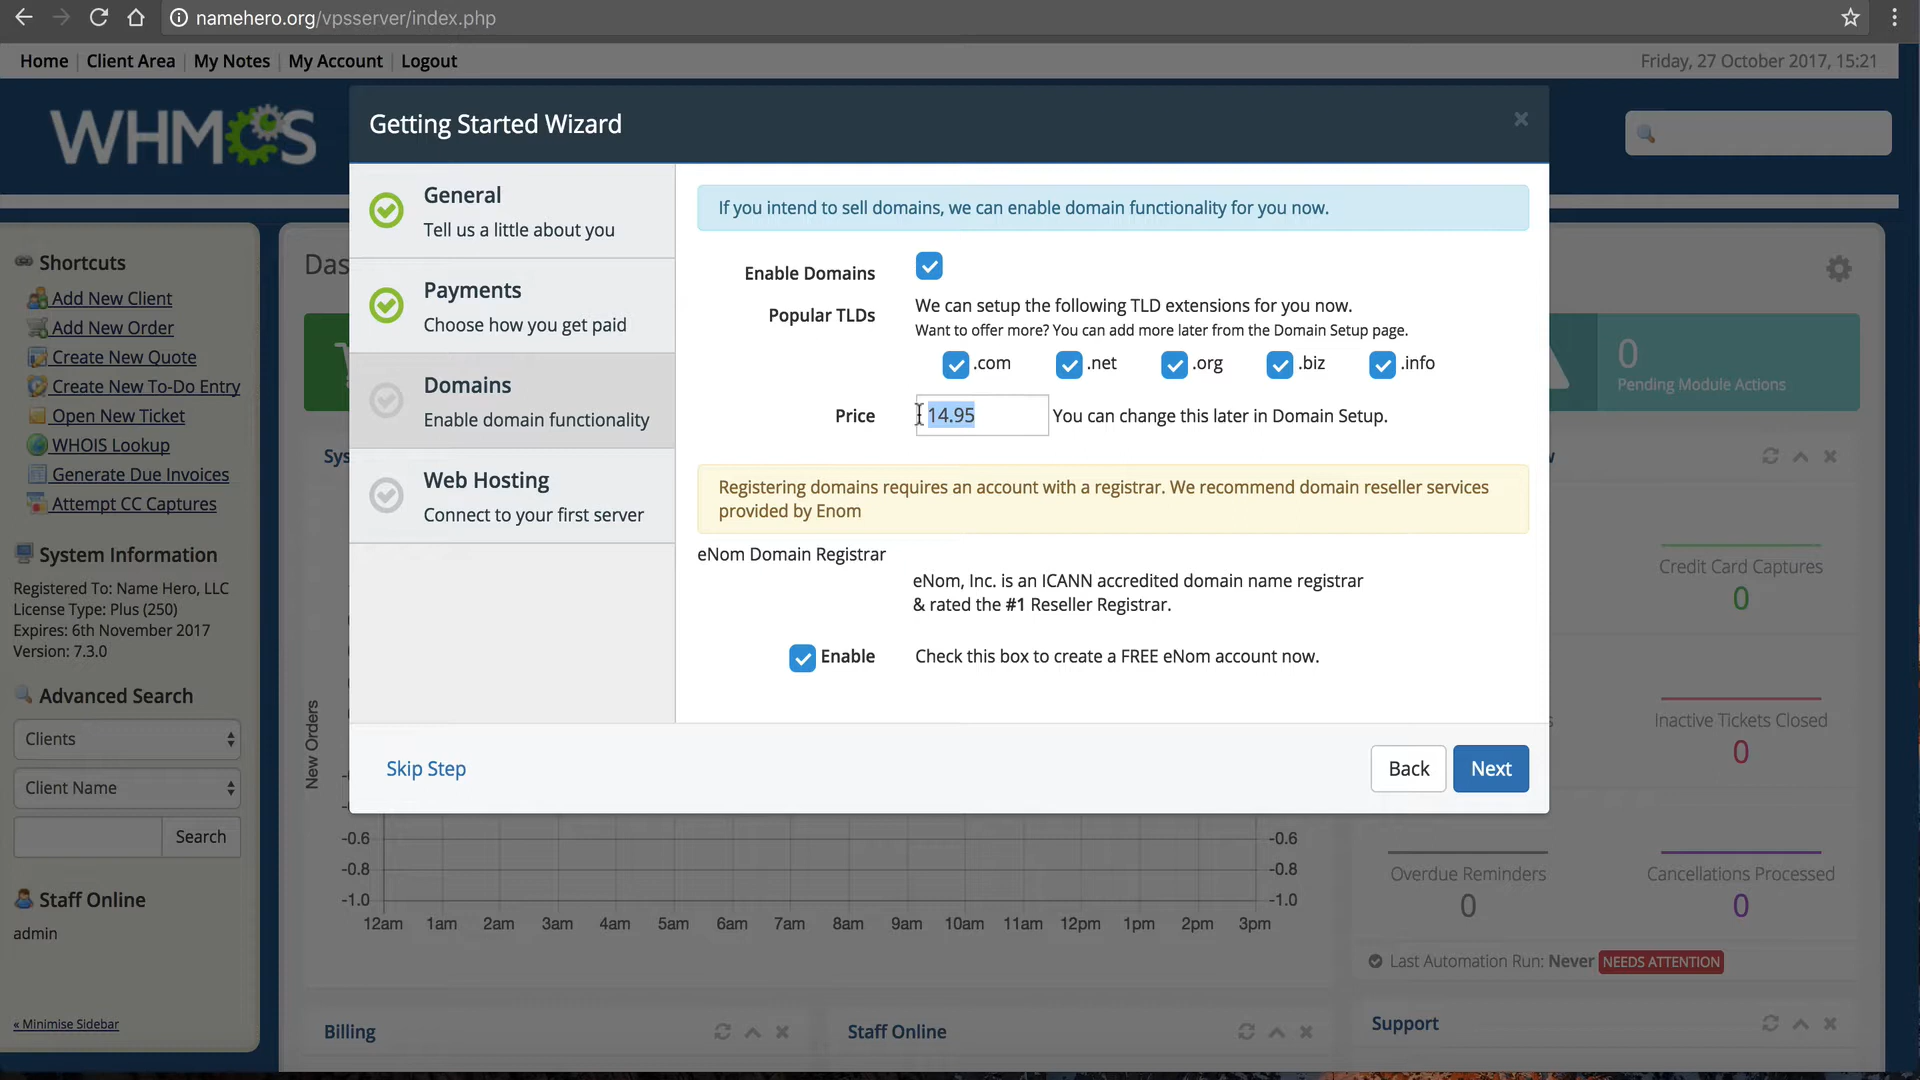 namehero.org/vpsserver/index.php
Home Client Area My Notes My Account Logout
Friday, 27 October 2017, 15:21
WHMCS
Getting Started Wizard
×
General
Tell us a little about you
Payments
Choose how you get paid
Domains
Enable domain functionality
Web Hosting
Connect to your first server
If you intend to sell domains, we can enable domain functionality for you now.
Enable Domains
Popular TLDs
We can setup the following TLD extensions for you now.
Want to offer more? You can add more later from the Domain Setup page.
.com .net .org .biz .info
Price 14.95 You can change this later in Domain Setup.
Registering domains requires an account with a registrar. We recommend domain reseller services
provided by Enom
eNom Domain Registrar
eNom, Inc. is an ICANN accredited domain name registrar
& rated the #1 Reseller Registrar.
Enable Check this box to create a FREE eNom account now.
Skip Step
Back Next
Shortcuts
Add New Client
Add New Order
Create New Quote
Create New To-Do Entry
Open New Ticket
WHOIS Lookup
Generate Due Invoices
Attempt CC Captures
System Information
Registered To: Name Hero, LLC
License Type: Plus (250)
Expires: 6th November 2017
Version: 7.3.0
Advanced Search
Clients
Client Name
Search
Staff Online
admin
« Minimise Sidebar
Das
Sys
0
Pending Module Actions
Credit Card Captures
0
Inactive Tickets Closed
0
Overdue Reminders
0
Cancellations Processed
0
Last Automation Run: Never NEEDS ATTENTION
New Orders
-0.6 -0.6
-0.8 -0.8
-1.0 -1.0
12am 1am 2am 3am 4am 5am 6am 7am 8am 9am 10am 11am 12pm 1pm 2pm 3pm
Billing
Staff Online
Support